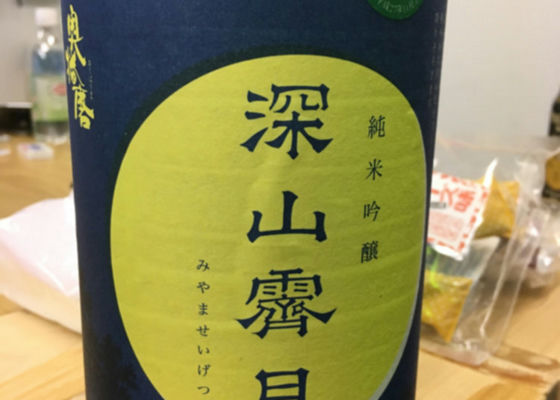 奥播磨
純米吟醸
深山霽月
みやませいげつ